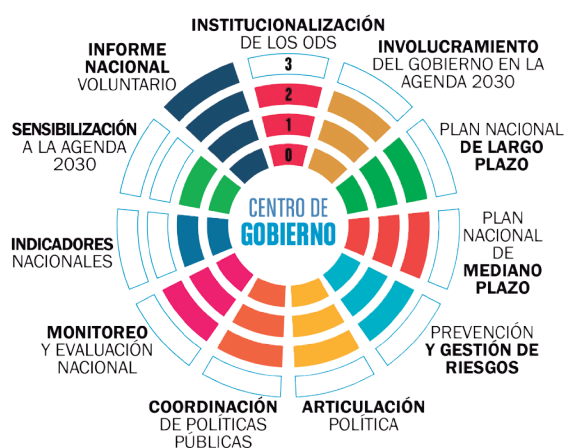 INSTITUCIONALIZACIÓN
DE LOS ODS
INVOLUCRAMIENTO
DEL GOBIERNO EN LA
AGENDA 2030
PLAN NACIONAL
DE LARGO
PLAZO
PLAN
NACIONAL
DE
MEDIANO
PLAZO
PREVENCIÓN
Y GESTIÓN DE
RIESGOS
ARTICULACIÓN
POLÍTICA
COORDINACIÓN
DE POLÍTICAS
PÚBLICAS
MONITOREO
Y EVALUACIÓN
NACIONAL
INDICADORES
NACIONALES
SENSIBILIZACIÓN
A LA AGENDA
2030
INFORME
NACIONAL
VOLUNTARIO
3
2
1
0
CENTRO DE
GOBIERNO